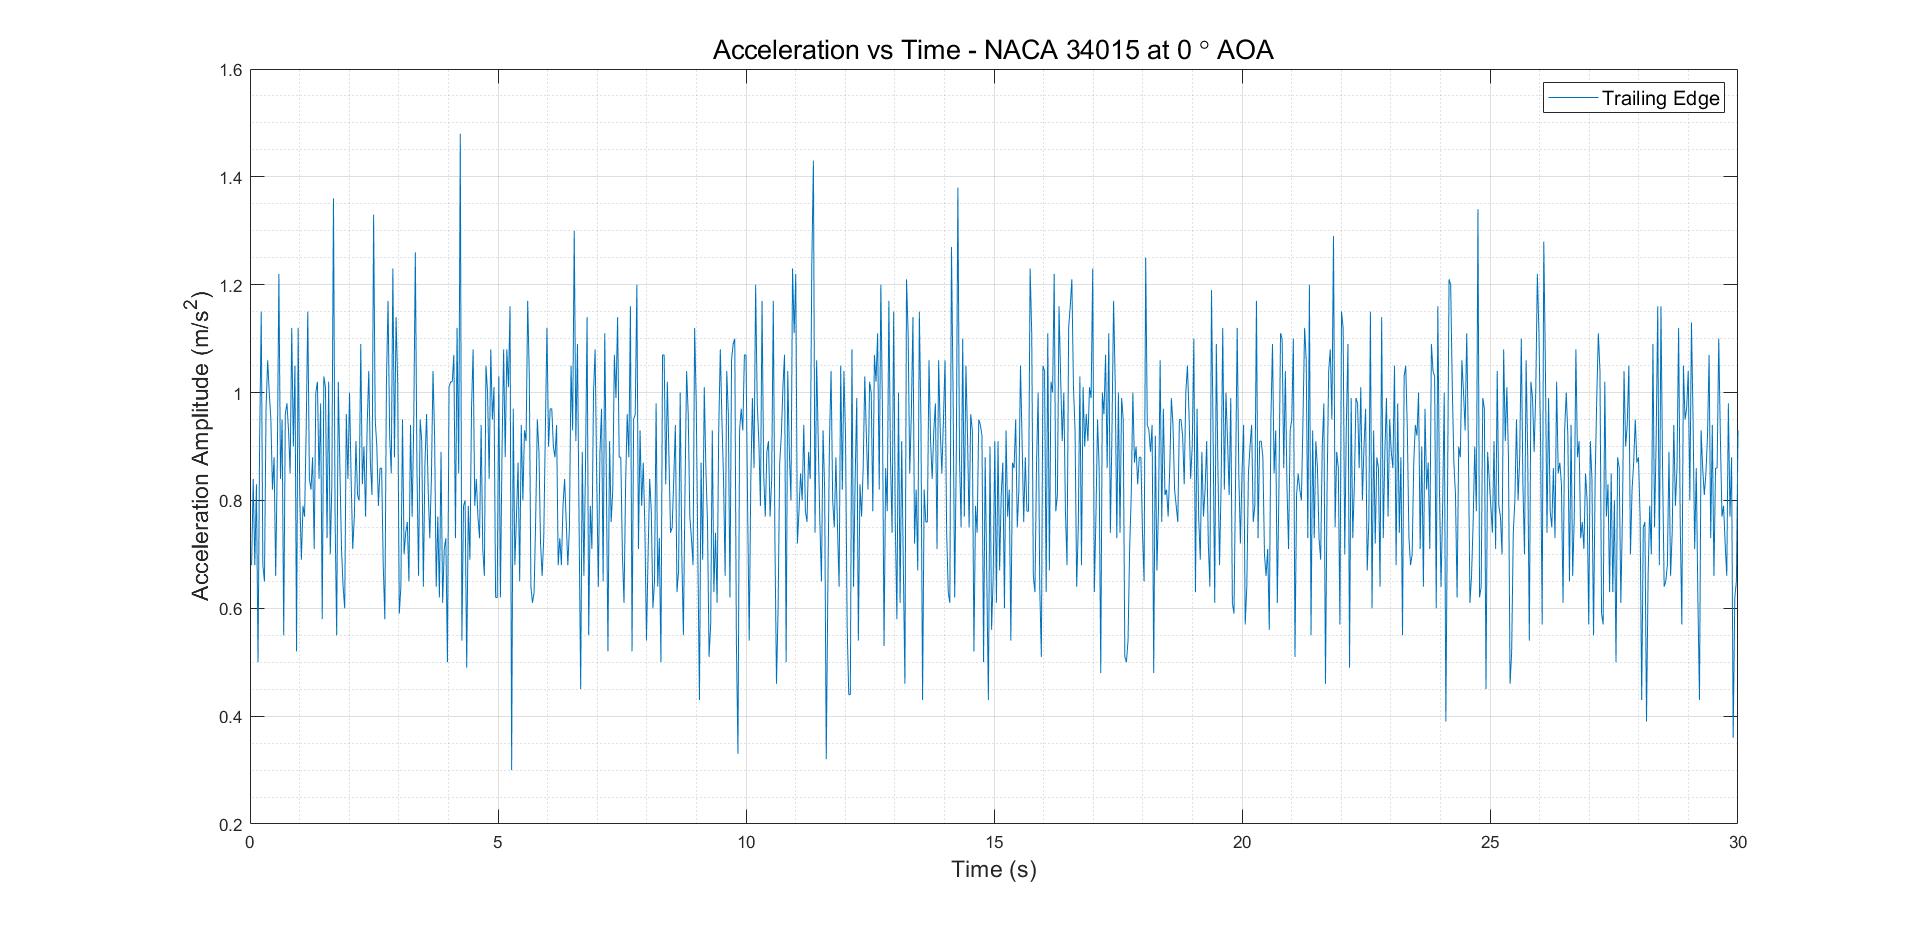 Acceleration vs Time - NACA 34015 at 0 ° AOA
Trailing Edge
Acceleration Amplitude (m/s²)
1.6
1.4
1.2
1
0.8
0.6
0.4
0.2
0 5 10 15 20 25 30
Time (s)